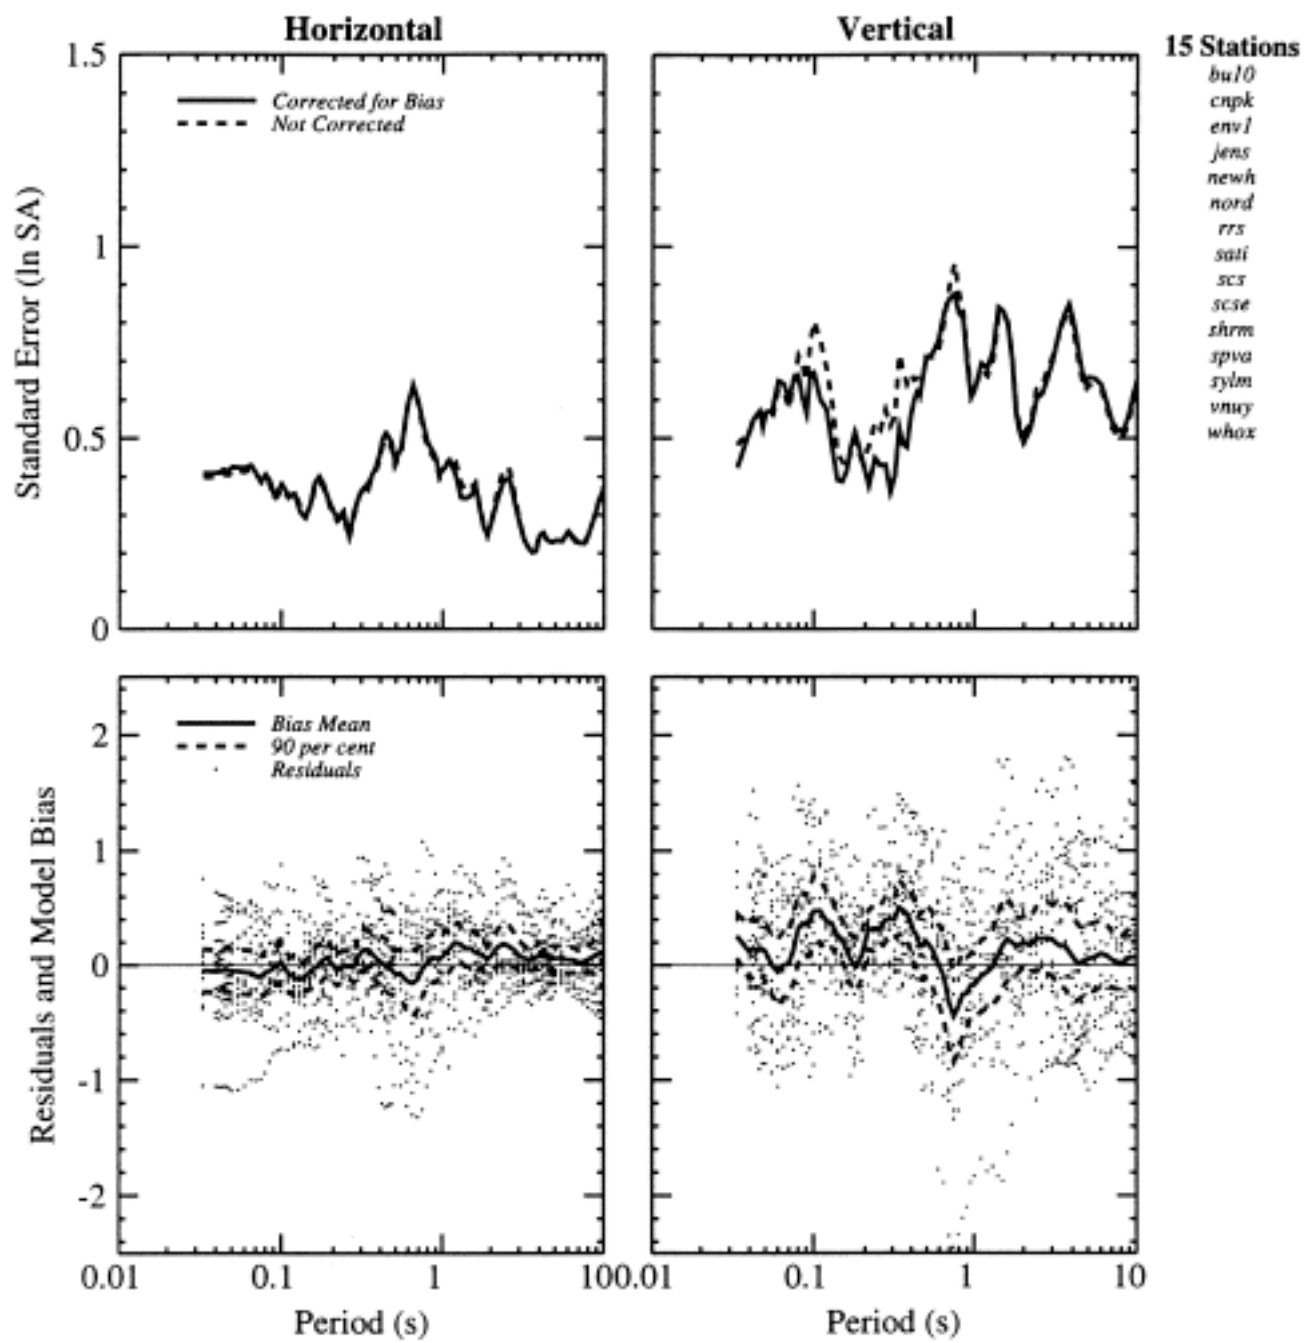 Horizontal
Vertical
15 Stations
bu10
cnpk
env1
jens
newh
nord
rrs
sati
scs
scse
shrm
spva
sylm
vnuy
whox
Corrected for Bias
Not Corrected
Standard Error (ln SA)
1.5
1
0.5
0
Bias Mean
90 per cent
Residuals
Residuals and Model Bias
2
1
0
-1
-2
0.01 0.1 1 10
0.01 0.1 1 10
Period (s)
Period (s)